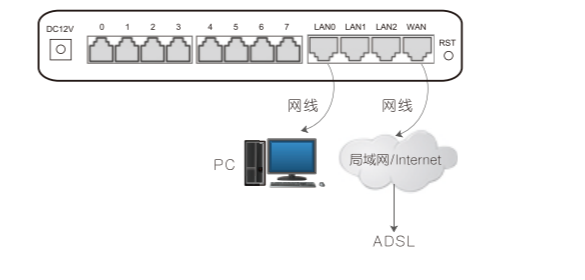 DC12V 0 1 2 3 4 5 6 7 LAN0 LAN1 LAN2 WAN
RST
网线 网线
PC 局域网/Internet
ADSL